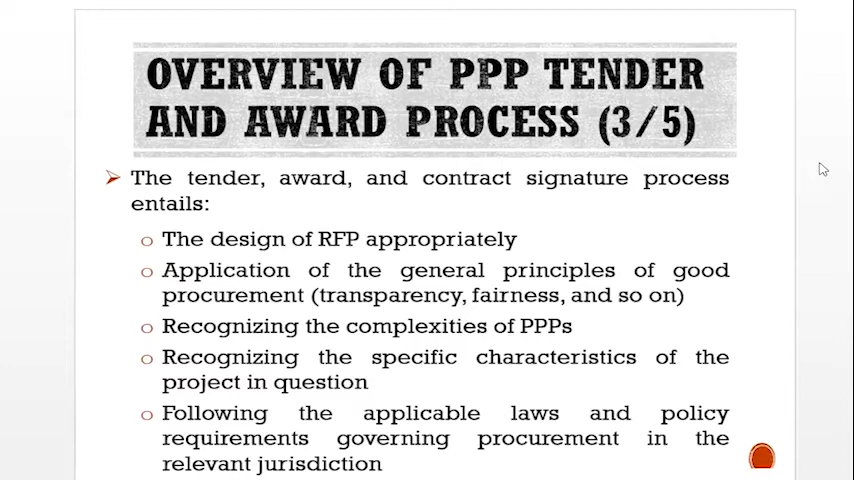 OVERVIEW OF PPP TENDER
AND AWARD PROCESS (3/5)
The tender, award, and contract signature process
entails:
The design of RFP appropriately
Application of the general principles of good
procurement (transparency, fairness, and so on)
Recognizing the complexities of PPPs
Recognizing the specific characteristics of the
project in question
Following the applicable laws and policy
requirements governing procurement in the
relevant jurisdiction